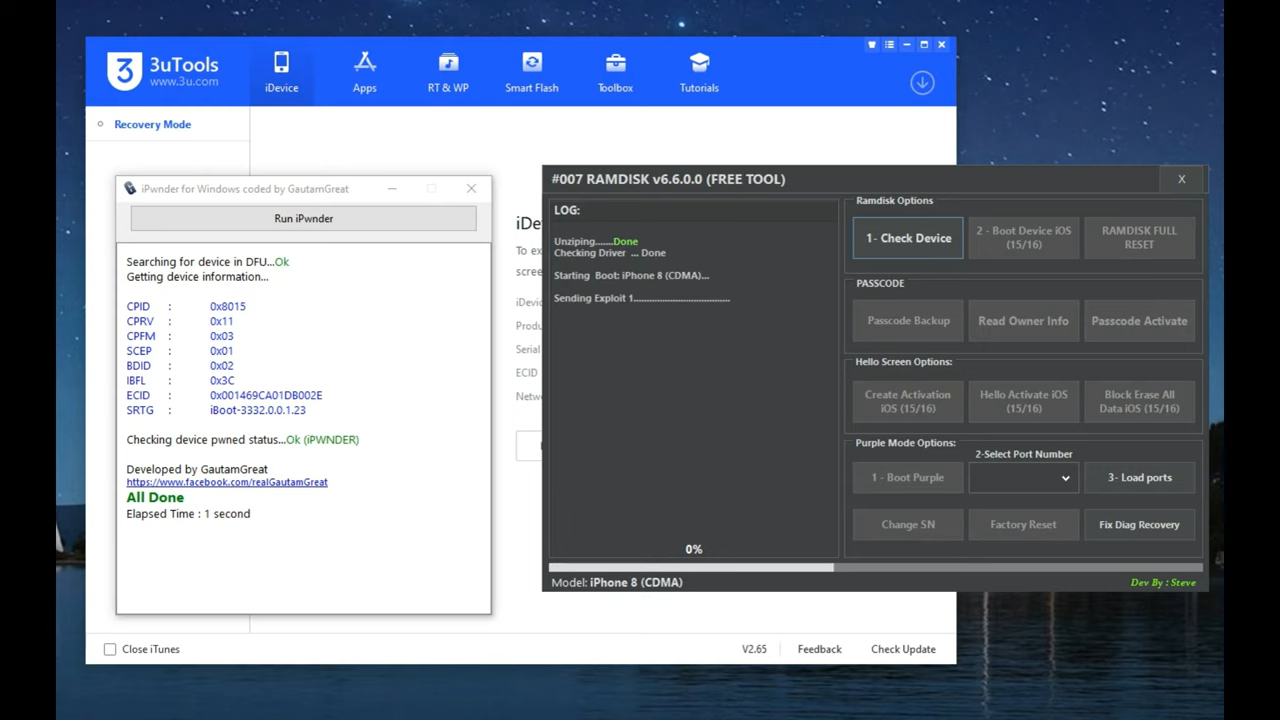 3 3uTools
www.3u.com
iDevice
Apps
RT & WP
Smart Flash
Toolbox
Tutorials
Recovery Mode
iPwnder for Windows coded by GautamGreat
Run iPwnder
Searching for device in DFU...Ok
Getting device information...
CPID : 0x8015
CPRV : 0x11
CPFM : 0x03
SCEP : 0x01
BDID : 0x02
IBFL : 0x3C
ECID : 0x001469CA01DB002E
SRTG : iBoot-3332.0.0.1.23
Checking device pwned status...Ok (iPWNDER)
Developed by GautamGreat
https://www.facebook.com/realGautamGreat
All Done
Elapsed Time : 1 second
To
scree
Serial
ECID
#007 RAMDISK v6.6.0.0 (FREE TOOL)
X
LOG:
Unziping.......Done
Checking Driver ... Done
Starting Boot: iPhone 8 (CDMA)...
Sending Exploit 1..................................
0%
Model: iPhone 8 (CDMA)
Ramdisk Options
1- Check Device
2 - Boot Device iOS (15/16)
RAMDISK FULL RESET
PASSCODE
Passcode Backup
Read Owner Info
Passcode Activate
Hello Screen Options:
Create Activation iOS (15/16)
Hello Activate iOS (15/16)
Block Erase All Data iOS (15/16)
Purple Mode Options:
2-Select Port Number
1 - Boot Purple
3- Load ports
Change SN
Factory Reset
Fix Diag Recovery
Dev By : Steve
Close iTunes
V2.65
Feedback
Check Update